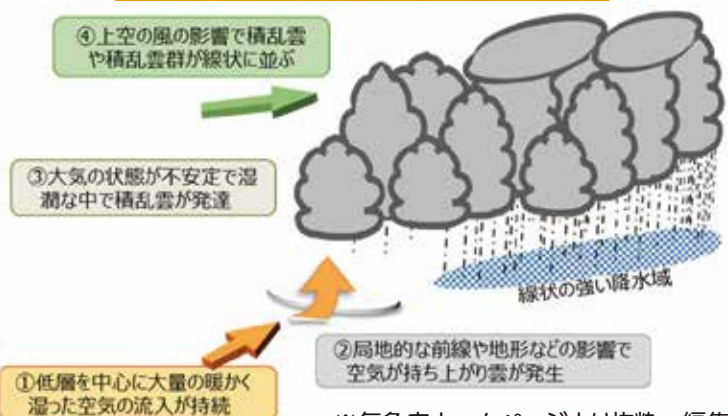 ④上空の風の影響で積乱雲
や積乱雲群が線状に並ぶ
③大気の状態が不安定で湿
潤な中で積乱雲が発達
線状の強い降水域
②局地的な前線や地形などの影響で
空気が持ち上がり雲が発生
①低層を中心に大量の暖かく
湿った空気の流入が持続